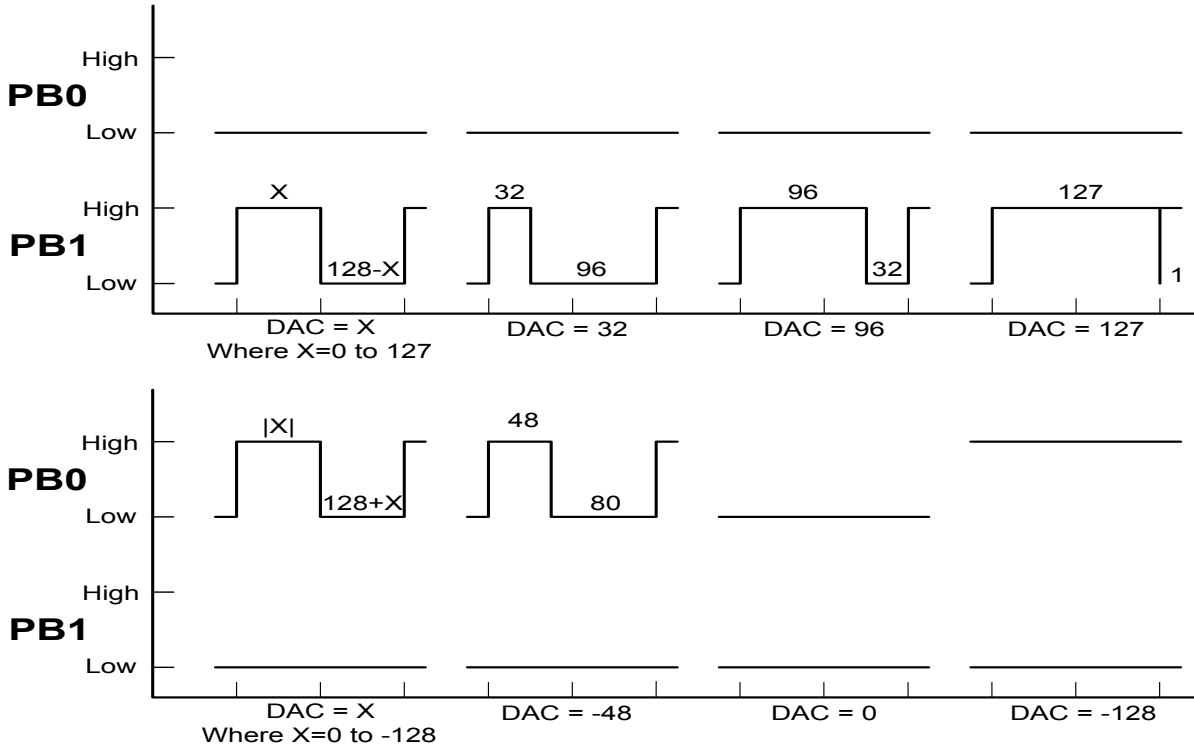 High
PB0
Low
X 32 96 127
High
PB1
128-X 96 32 1
Low
DAC = X DAC = 32 DAC = 96 DAC = 127
Where X=0 to 127
|X| 48
High
PB0
128+X 80
Low
High
PB1
Low
DAC = X DAC = -48 DAC = 0 DAC = -128
Where X=0 to -128